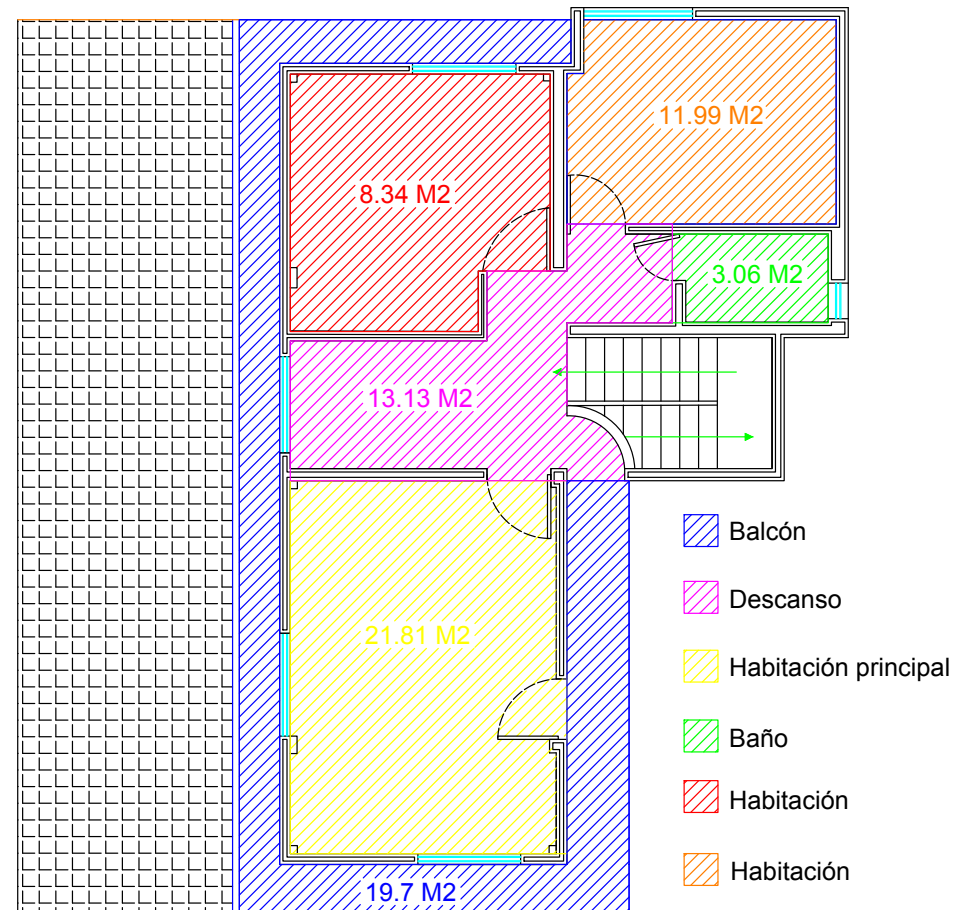 11.99 M2
8.34 M2
3.06 M2
13.13 M2
21.81 M2
19.7 M2
Balcón
Descanso
Habitación principal
Baño
Habitación
Habitación